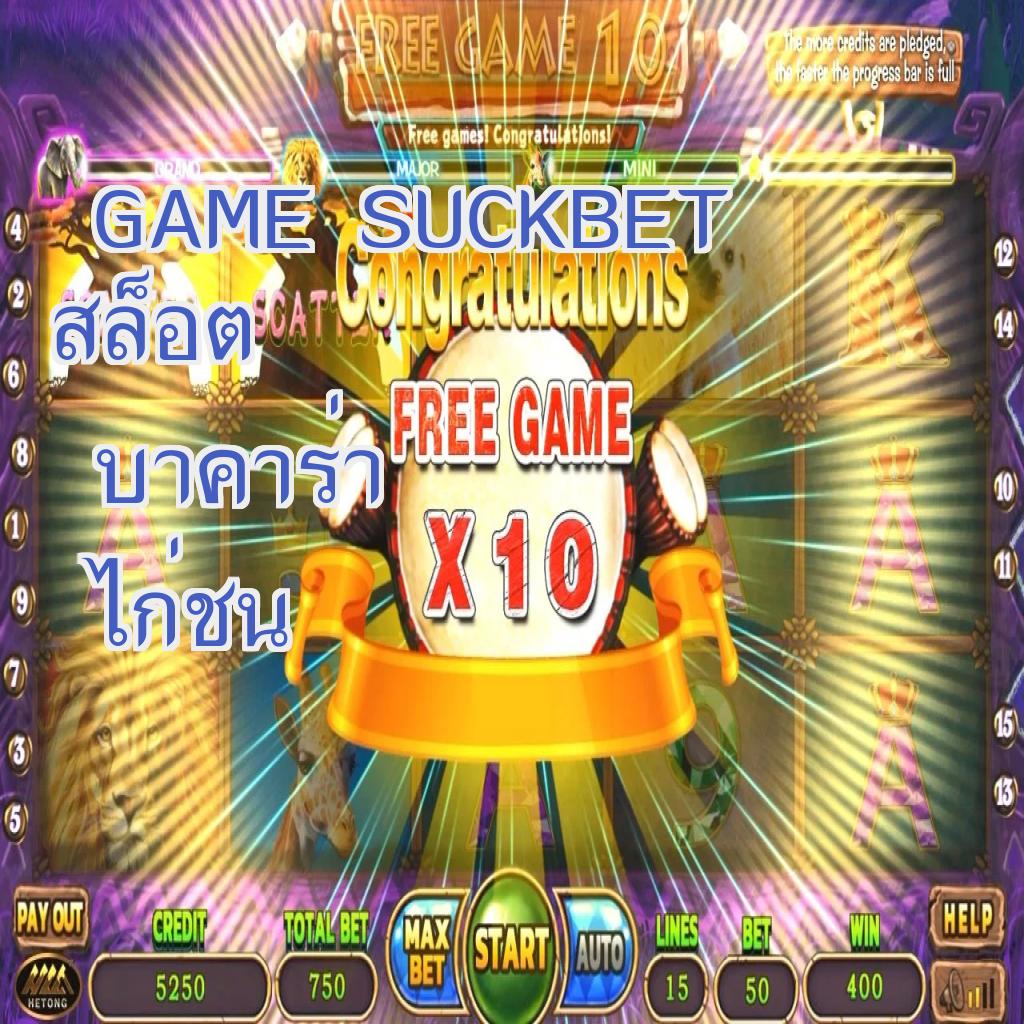 FREE GAME 10
The more credits are pledged,
the faster the progress bar is full
Free games! Congratulations!
GRAND
MAJOR
MINI
GAME SUCKBET
Congratulations
สล็อต
SCATTER
FREE GAME
บาคาร่า
X10
ไก่ชน
4
2
6
8
1
9
7
3
5
12
14
10
11
15
13
K
A
A
A
A
A
9
PAY OUT
CREDIT
TOTAL BET
MAX
BET
START
AUTO
LINES
BET
WIN
HELP
HETONG
5250
750
15
50
400